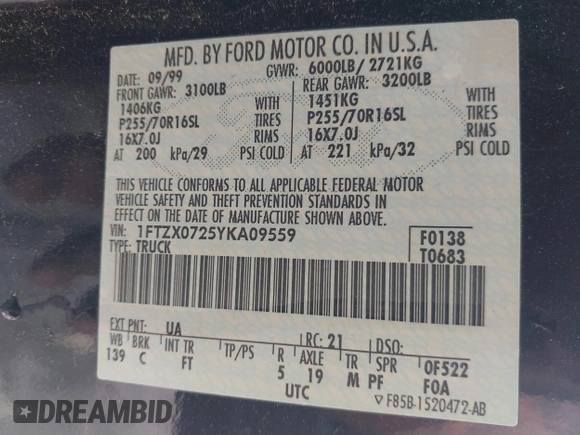 MFD. BY FORD MOTOR CO. IN U.S.A.
DATE: 09/99 GVWR: 6000LB/ 2721KG
FRONT GAWR: 3100LB REAR GAWR: 3200LB
1406KG WITH 1451KG WITH
P255/70R16SL TIRES P255/70R16SL TIRES
16X7.0J RIMS 16X7.0J RIMS
AT 200 kPa/29 PSI COLD AT 221 kPa/32 PSI COLD
THIS VEHICLE CONFORMS TO ALL APPLICABLE FEDERAL MOTOR
VEHICLE SAFETY AND THEFT PREVENTION STANDARDS IN
EFFECT ON THE DATE OF MANUFACTURE SHOWN ABOVE.
VIN: 1FTZX0725YKA09559 F0138
TYPE: TRUCK T0683
EXT PNT: UA RC: 21 DSO:
WB BRK INT TR TP/PS R AXLE TR SPR 0F522
139 C FT 5 19 M PF F0A
UTC ▽F85B-1520472-AB
DREAMBID